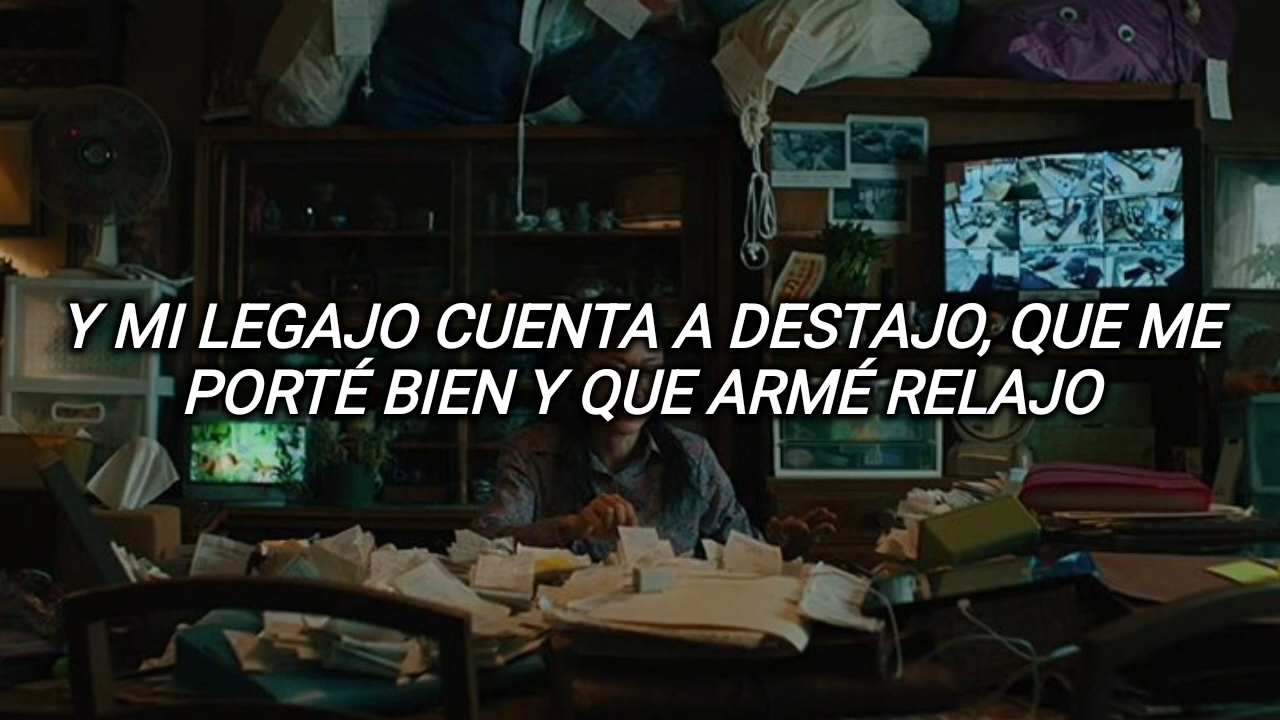 Y MI LEGAJO CUENTA A DESTAJO, QUE ME
PORTÉ BIEN Y QUE ARMÉ RELAJO